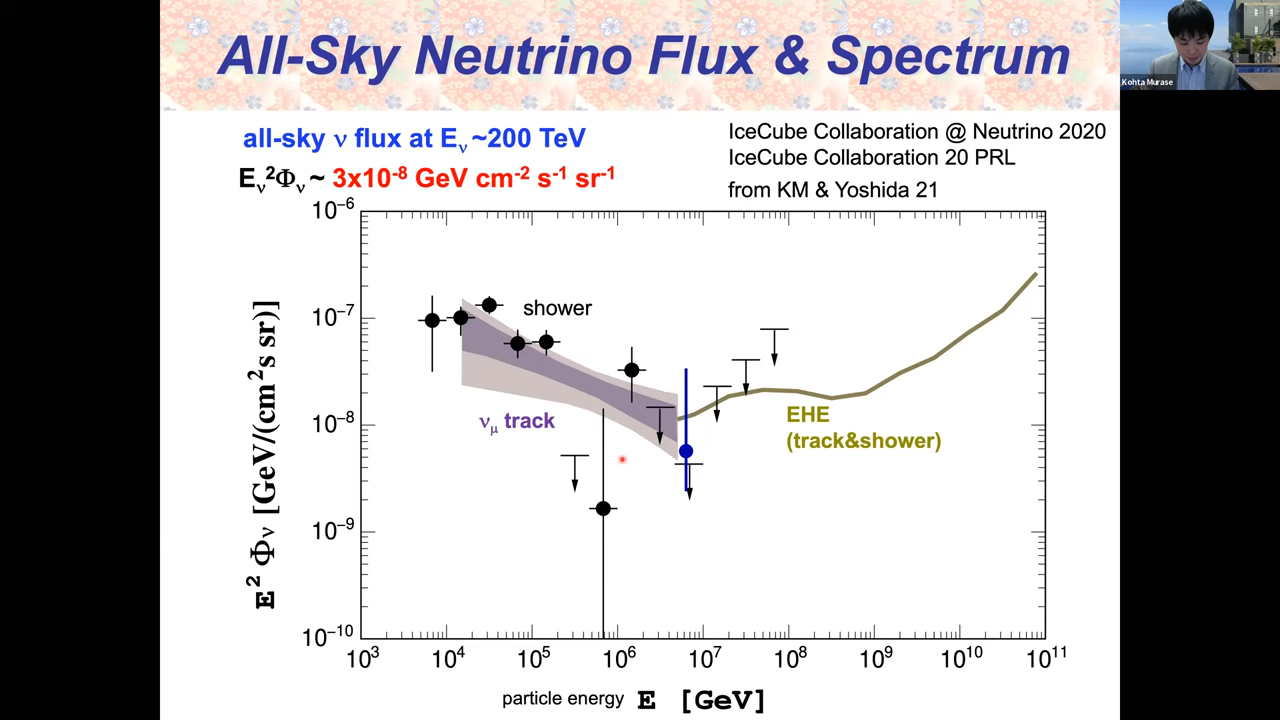 All-Sky Neutrino Flux & Spectrum
Kohta Murase
all-sky ν flux at Eν ~200 TeV
Eν²Φν ~ 3x10⁻⁸ GeV cm⁻² s⁻¹ sr⁻¹
IceCube Collaboration @ Neutrino 2020
IceCube Collaboration 20 PRL
from KM & Yoshida 21
10⁻⁶
10⁻⁷
10⁻⁸
10⁻⁹
10⁻¹⁰
E² Φν [GeV/(cm²s sr)]
shower
νμ track
EHE
(track&shower)
10³ 10⁴ 10⁵ 10⁶ 10⁷ 10⁸ 10⁹ 10¹⁰ 10¹¹
particle energy E [GeV]